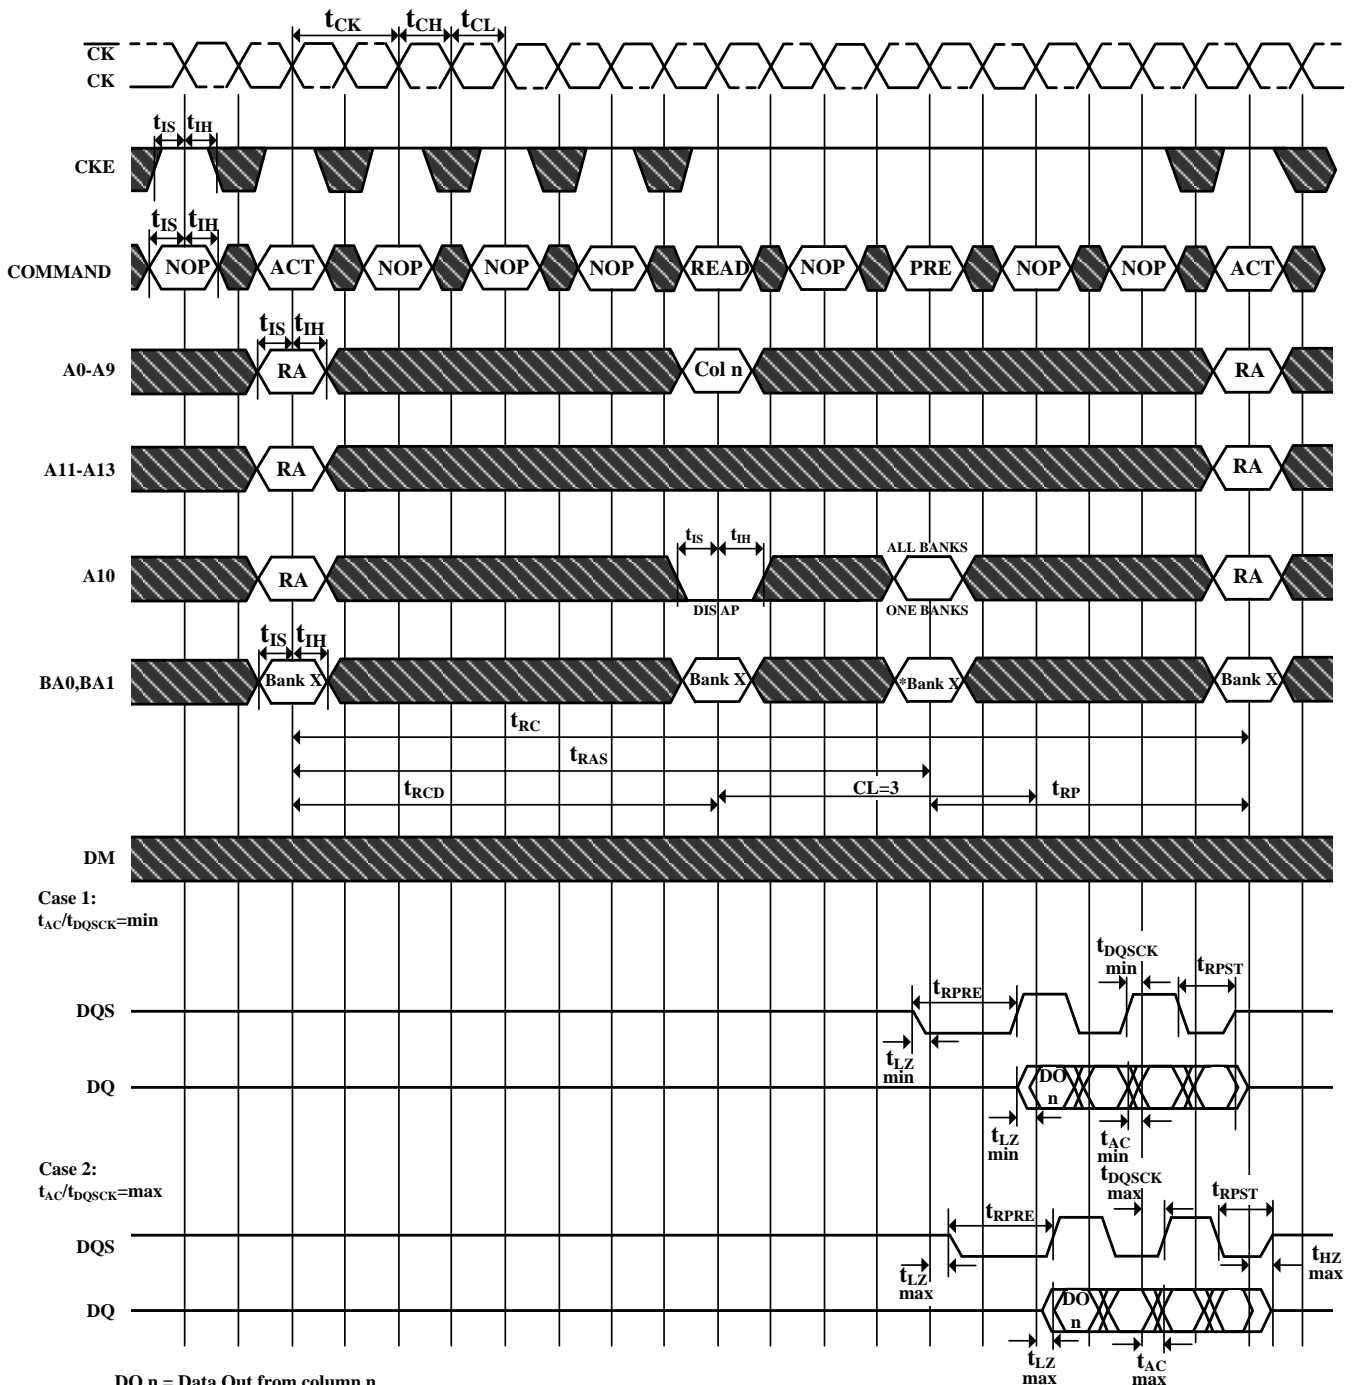 tCK tCH tCL
CK
CK
tIS tIH
CKE
tIS tIH
COMMAND NOP ACT NOP NOP NOP READ NOP PRE NOP NOP ACT
tIS tIH
A0-A9 RA Col n RA
A11-A13 RA RA
tIS tIH ALL BANKS
A10 RA RA
DIS AP ONE BANKS
tIS tIH
BA0,BA1 Bank X Bank X *Bank X Bank X
tRC
tRAS
tRCD CL=3 tRP
DM
Case 1:
tAC/tDQSCK=min
tDQSCK
min tRPST
tRPRE
DQS
tLZ
min
DQ DO
n
tLZ
min
tAC
min
Case 2:
tAC/tDQSCK=max
tDQSCK
max tRPST
tRPRE
DQS
tHZ
max
tLZ
max
DQ DO
n
tLZ
max
tAC
max
DO n = Data Out from column n